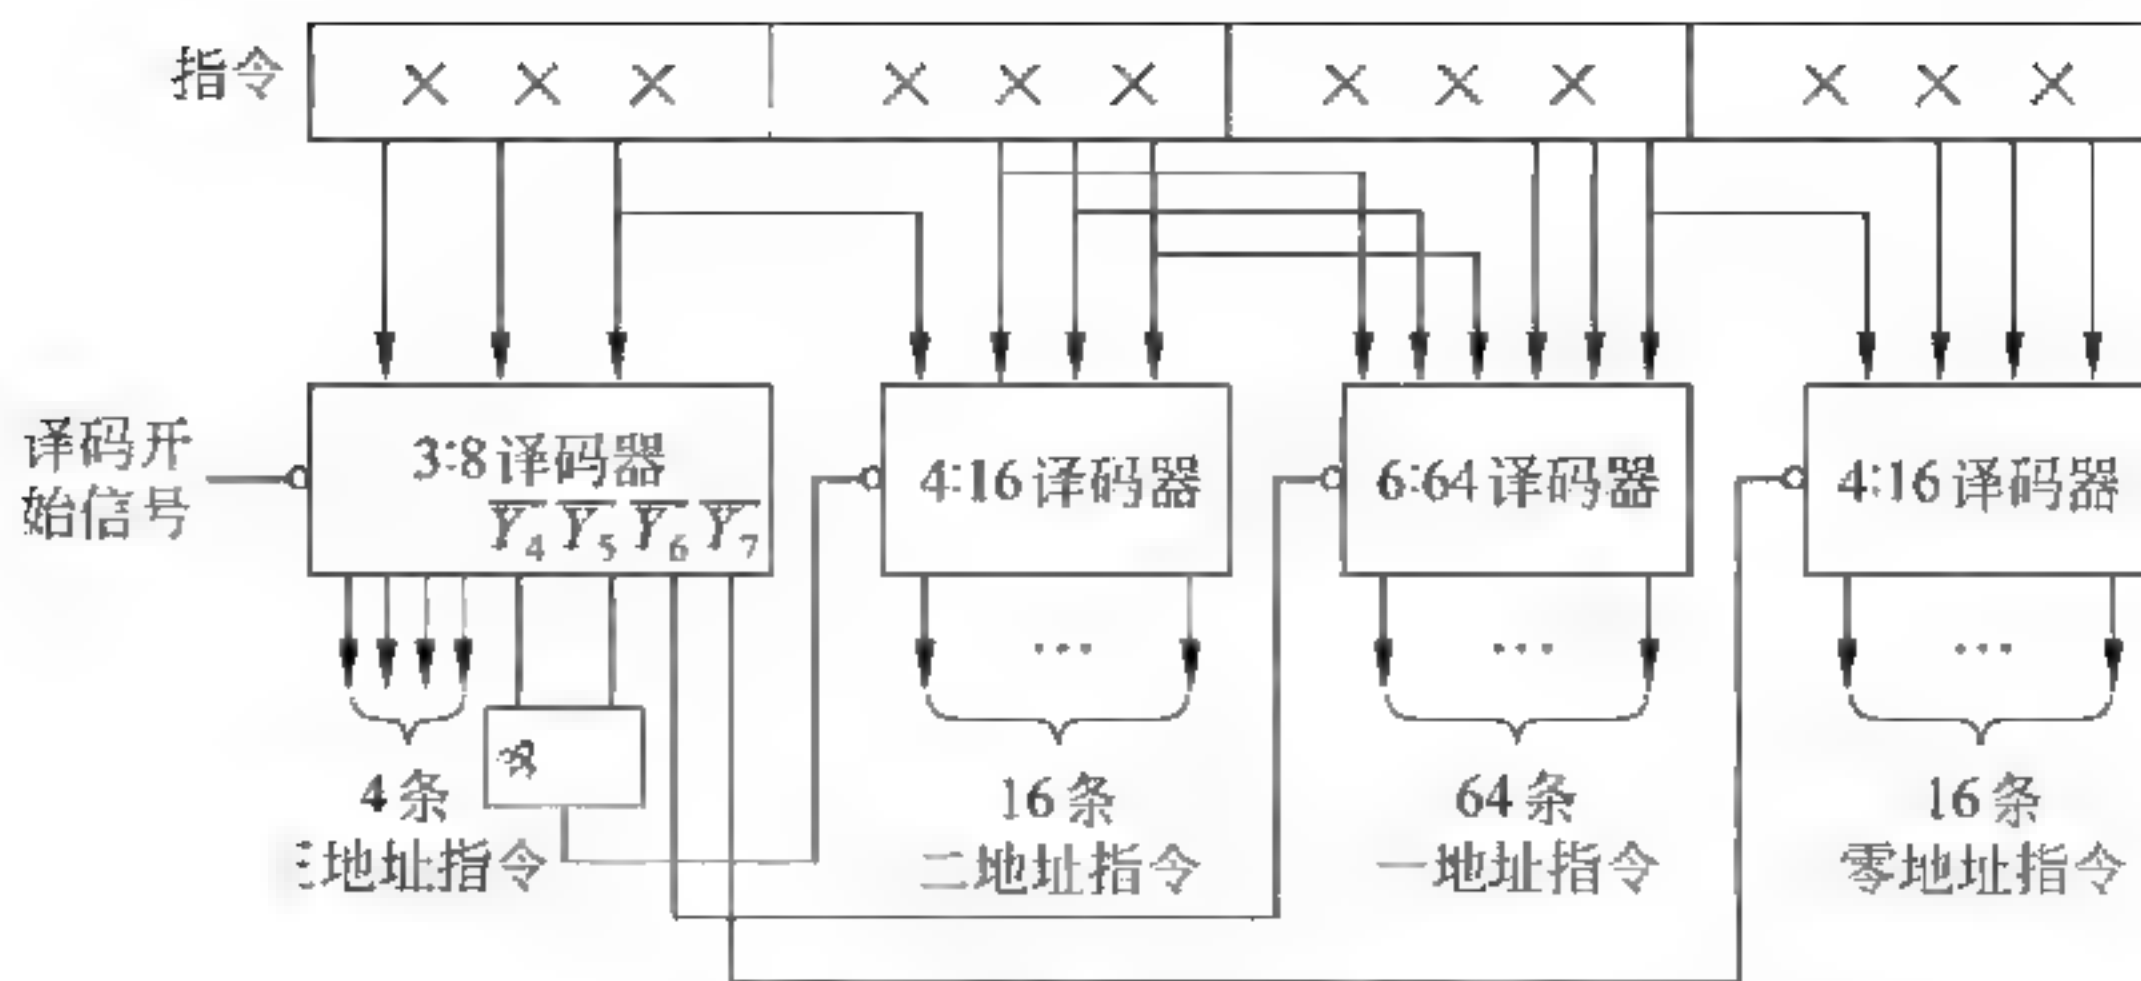 指令 × × × × × × × × × × × ×
译码开
始信号
3:8译码器
Y4 Y5 Y6 Y7
4:16译码器
6:64译码器
4:16译码器
4条
地址指令
16条
二地址指令
64条
一地址指令
16条
零地址指令